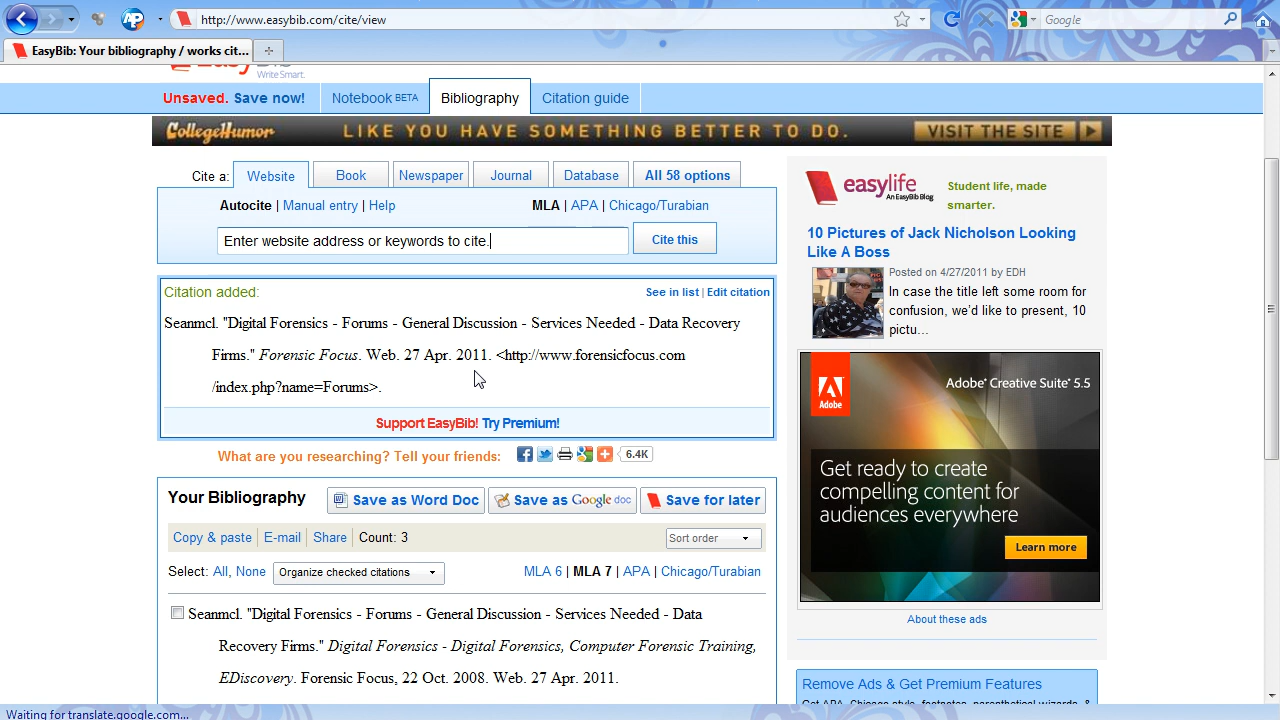 http://www.easybib.com/cite/view
Google
EasyBib: Your bibliography / works cit...
EasyBib
Write Smart.
Unsaved. Save now!
Notebook BETA
Bibliography
Citation guide
CollegeHumor LIKE YOU HAVE SOMETHING BETTER TO DO. VISIT THE SITE
Cite a: Website Book Newspaper Journal Database All 58 options
Autocite | Manual entry | Help
MLA | APA | Chicago/Turabian
Enter website address or keywords to cite.
Cite this
Citation added:
See in list | Edit citation
Seanmcl. "Digital Forensics - Forums - General Discussion - Services Needed - Data Recovery
Firms." Forensic Focus. Web. 27 Apr. 2011. <http://www.forensicfocus.com
/index.php?name=Forums>.
Support EasyBib! Try Premium!
What are you researching? Tell your friends:
6.4K
Your Bibliography
Save as Word Doc
Save as Google doc
Save for later
Copy & paste | E-mail | Share | Count: 3
Sort order
Select: All, None
Organize checked citations
MLA 6 | MLA 7 | APA | Chicago/Turabian
Seanmcl. "Digital Forensics - Forums - General Discussion - Services Needed - Data
Recovery Firms." Digital Forensics - Digital Forensics, Computer Forensic Training,
EDiscovery. Forensic Focus, 22 Oct. 2008. Web. 27 Apr. 2011.
easylife
An EasyBib Blog
Student life, made
smarter.
10 Pictures of Jack Nicholson Looking
Like A Boss
Posted on 4/27/2011 by EDH
In case the title left some room for
confusion, we'd like to present, 10
pictu...
Adobe
Adobe® Creative Suite® 5.5
Get ready to create
compelling content for
audiences everywhere
Learn more
About these ads
Remove Ads & Get Premium Features
Waiting for translate.google.com...